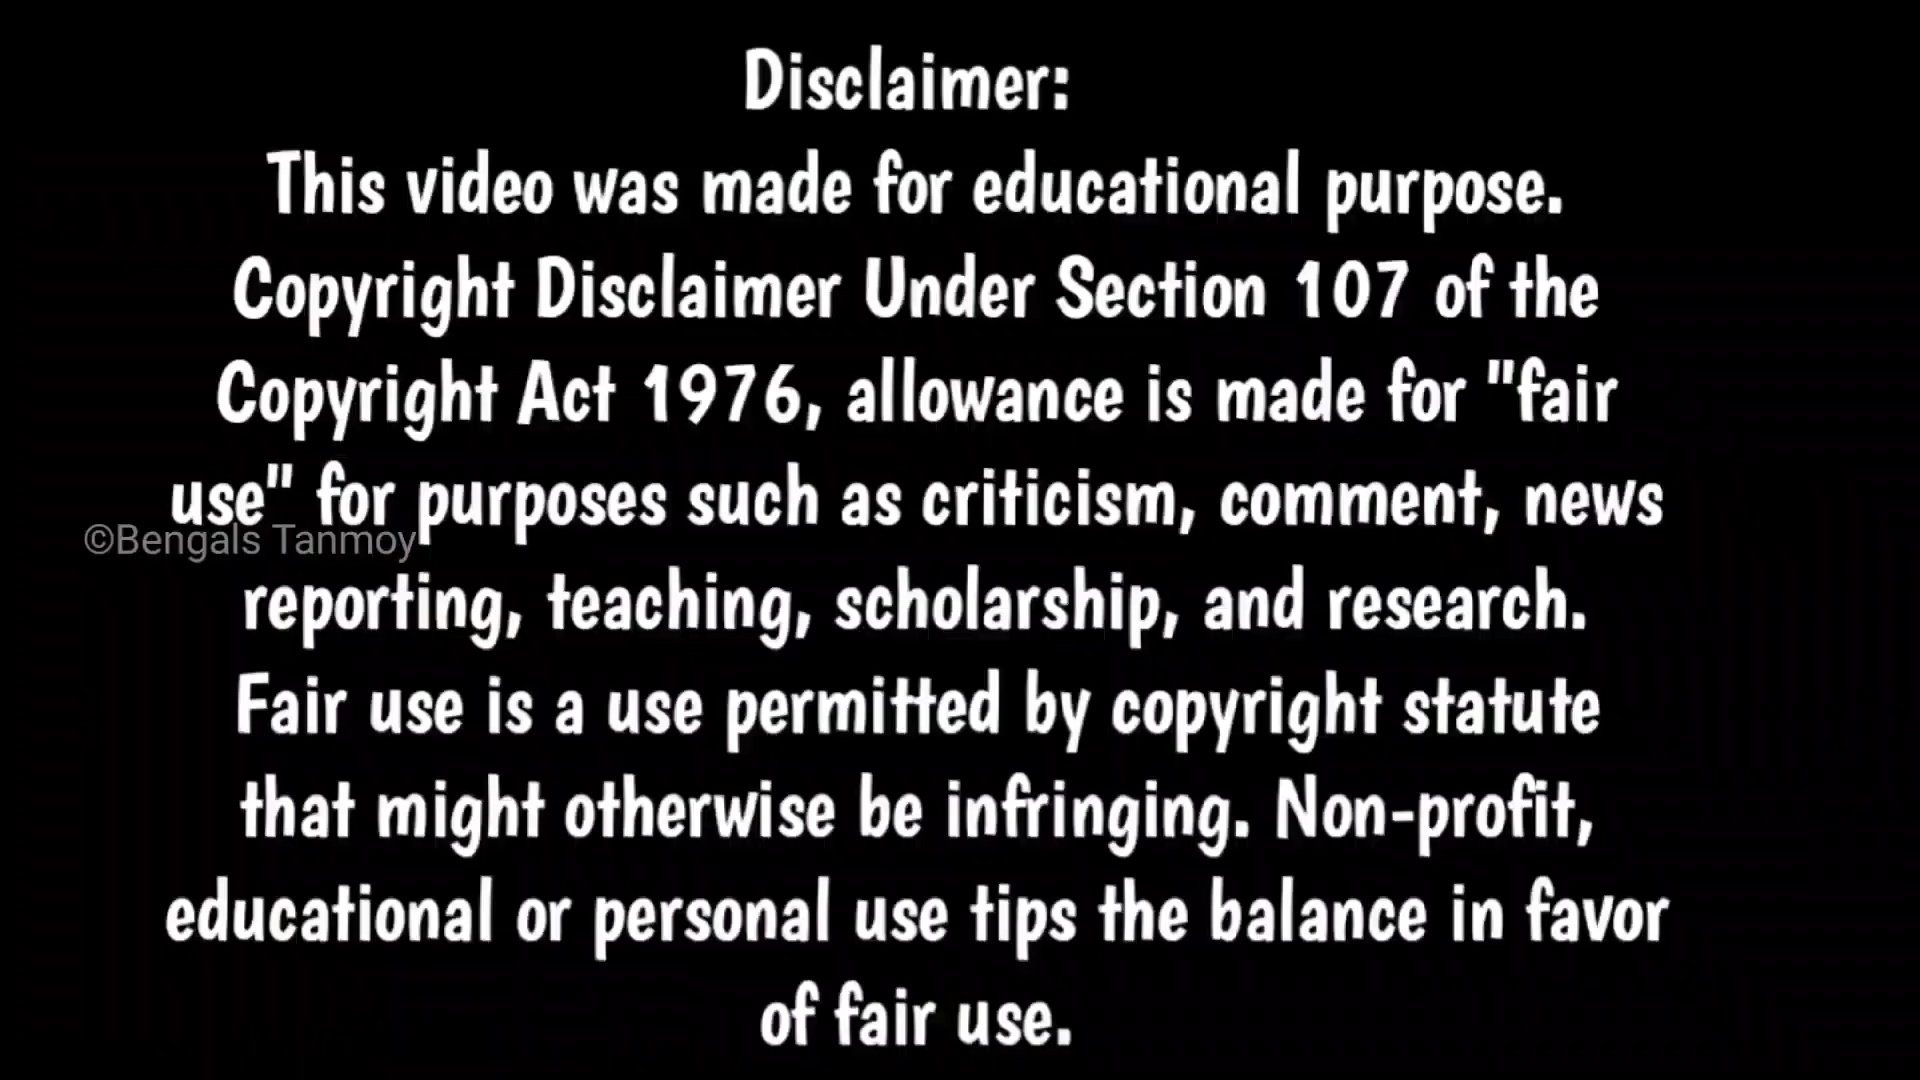 Disclaimer:
This video was made for educational purpose.
Copyright Disclaimer Under Section 107 of the
Copyright Act 1976, allowance is made for "fair
use" for purposes such as criticism, comment, news
©Bengals Tanmoy
reporting, teaching, scholarship, and research.
Fair use is a use permitted by copyright statute
that might otherwise be infringing. Non-profit,
educational or personal use tips the balance in favor
of fair use.